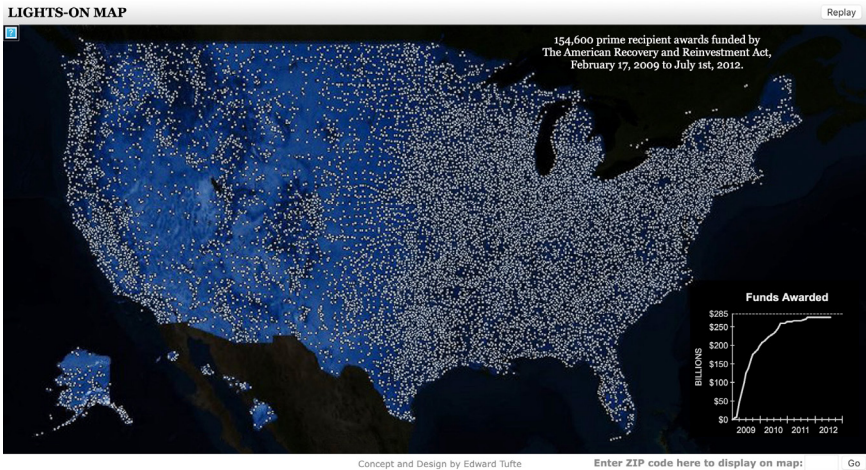 LIGHTS-ON MAP
Replay
?
154,600 prime recipient awards funded by
The American Recovery and Reinvestment Act,
February 17, 2009 to July 1st, 2012.
Funds Awarded
$285
$250
$200
$150
$100
$50
$0
BILLIONS
2009 2010 2011 2012
Concept and Design by Edward Tufte
Enter ZIP code here to display on map:
Go